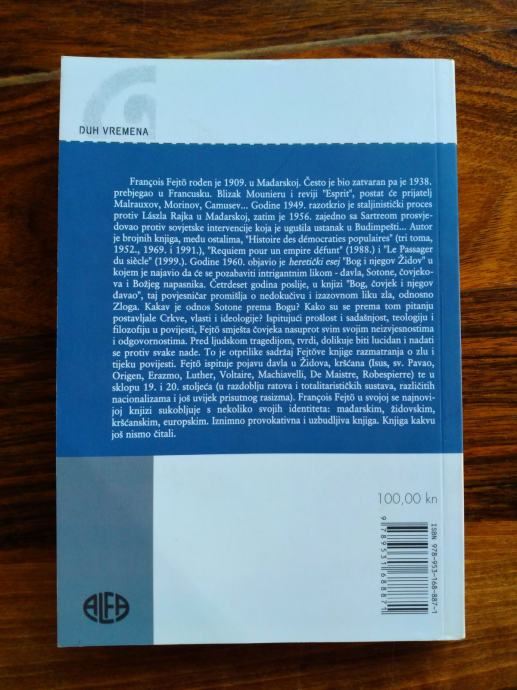 DUH VREMENA
François Fejtö rođen je 1909. u Mađarskoj. Često je bio zatvaran pa je 1938.
prebjegao u Francusku. Blizak Mounieru i reviji "Esprit", postat će prijatelj
Malrauxov, Morinov, Camusev... Godine 1949. razotkrio je staljinistički proces
protiv Lászla Rajka u Mađarskoj, zatim je 1956. zajedno sa Sartreom prosvje-
dovao protiv sovjetske intervencije koja je ugušila ustanak u Budimpešti... Autor
je brojnih knjiga, među ostalima, "Histoire des démocraties populaires" (tri toma,
1952., 1969. i 1991.), "Requiem pour un empire défunt" (1988.) i "Le Passager
du siècle" (1999.). Godine 1960. objavio je heretički esej "Bog i njegov Židov" u
kojem je najavio da će se pozabaviti intrigantnim likom - đavla, Sotone, čovjeko-
va i Božjeg napasnika. Četrdeset godina poslije, u knjizi "Bog, čovjek i njegov
đavao", taj povjesničar promišlja o nedokučivu i izazovnom liku zla, odnosno
Zloga. Kakav je odnos Sotone prema Bogu? Kako su se prema tom pitanju
postavljale Crkve, vlasti i ideologije? Ispitujući prošlost i sadašnjost, teologiju i
filozofiju u povijesti, Fejtö smješta čovjeka nasuprot svim svojim neizvjesnostima
i odgovornostima. Pred ljudskom tragedijom, tvrdi, dolikuje biti lucidan i nadati
se protiv svake nade. To je otprilike sadržaj Fejtöve knjige razmatranja o zlu i
tijeku povijesti. Fejtö ispituje pojavu đavla u Židova, kršćana (Isus, sv. Pavao,
Origen, Erazmo, Luther, Voltaire, Machiavelli, De Maistre, Robespierre) te u
sklopu 19. i 20. stoljeća (u razdoblju ratova i totalitarističkih sustava, različitih
nacionalizama i još uvijek prisutnog rasizma). François Fejtö u svojoj se najnovi-
joj knjizi sukobljuje s nekoliko svojih identiteta: mađarskim, židovskim,
kršćanskim, europskim. Iznimno provokativna i uzbudljiva knjiga. Knjiga kakvu
još nismo čitali.
100,00 kn
ISBN 978-953-168-887-1
9 789531 688871
ALFA